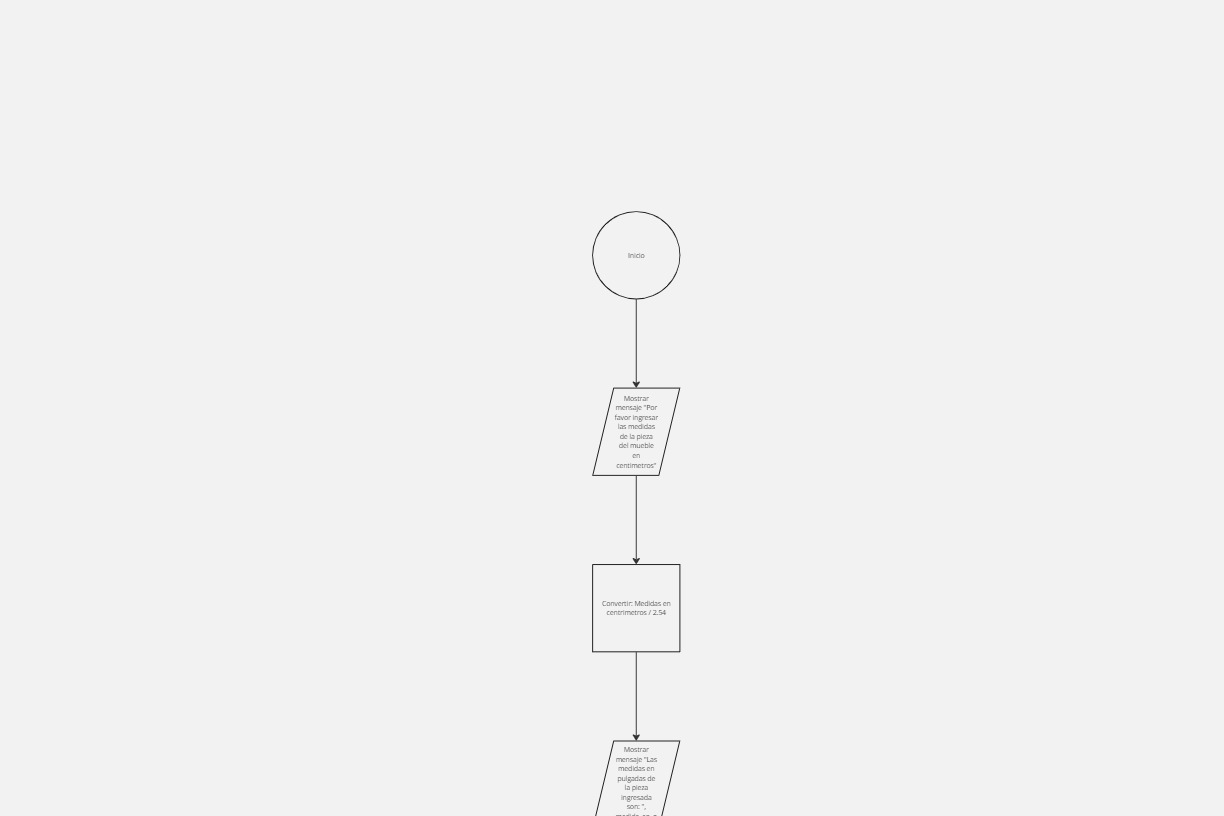 Inicio
Mostrar
mensaje "Por
favor ingresar
las medidas
de la pieza
del mueble
en
centimetros"
Convertir: Medidas en
centrimetros / 2.54
Mostrar
mensaje "Las
medidas en
pulgadas de
la pieza
ingresada
son: ",